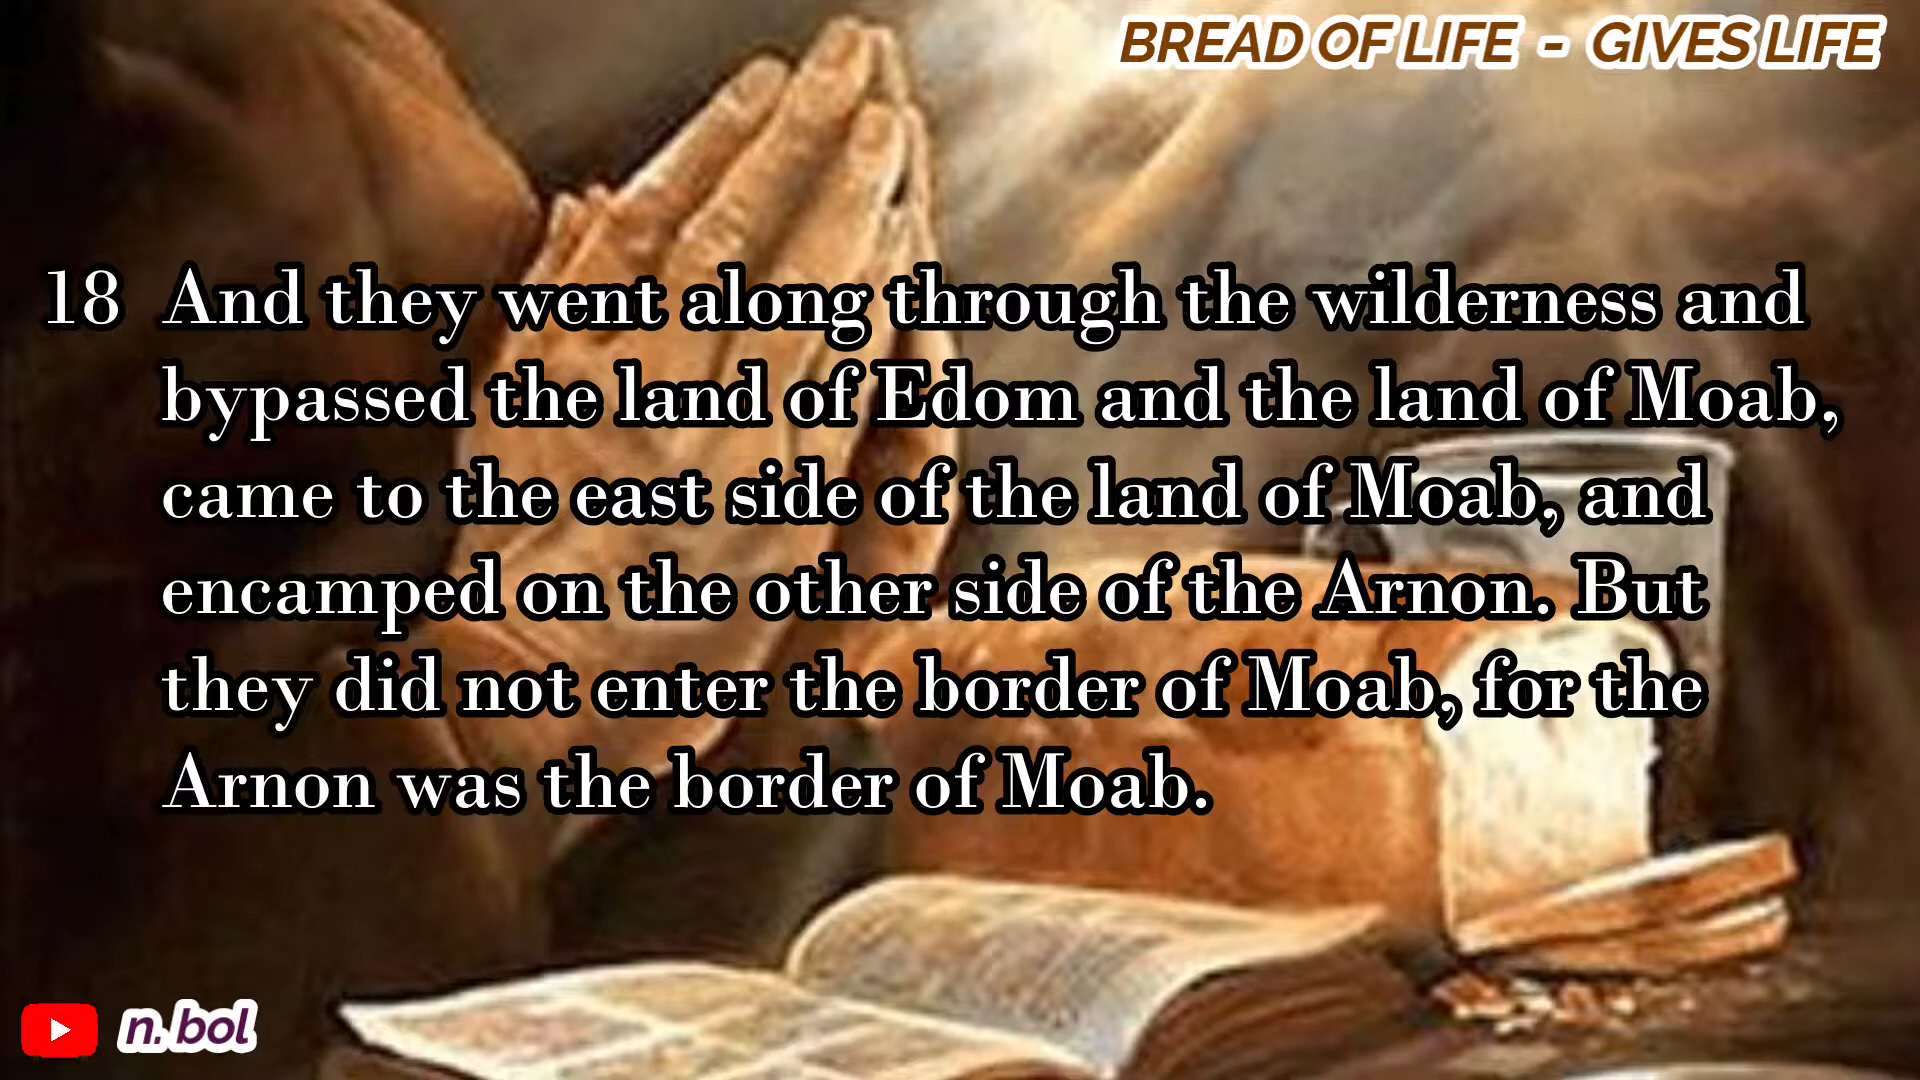 BREAD OF LIFE - GIVES LIFE
18 And they went along through the wilderness and
bypassed the land of Edom and the land of Moab,
came to the east side of the land of Moab, and
encamped on the other side of the Arnon. But
they did not enter the border of Moab, for the
Arnon was the border of Moab.
n.bol